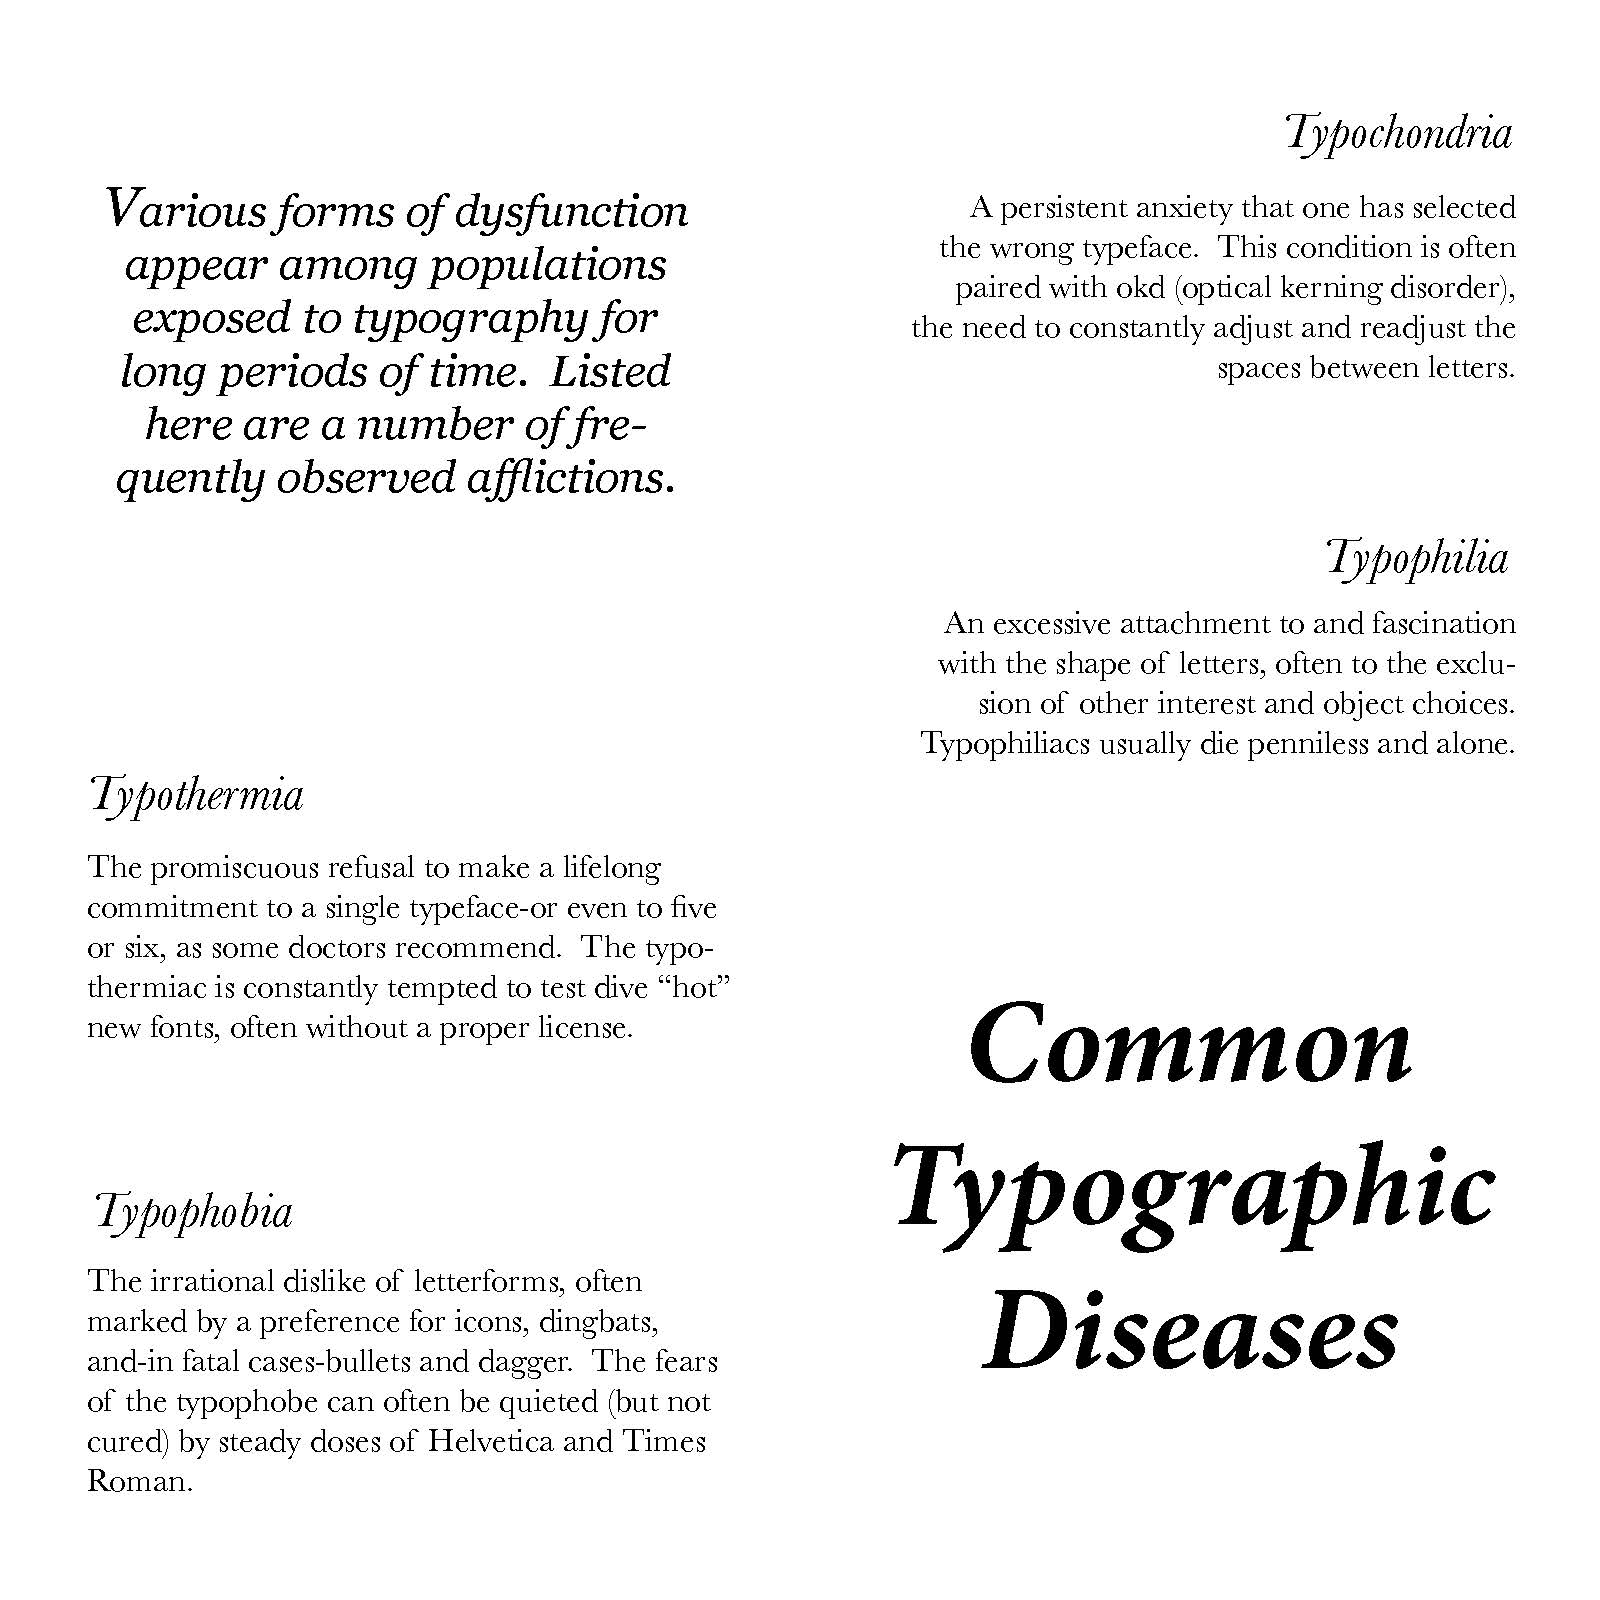 Various forms of dysfunction
appear among populations
exposed to typography for
long periods of time.  Listed
here are a number of fre-
quently observed afflictions.
Typothermia
The promiscuous refusal to make a lifelong
commitment to a single typeface-or even to five
or six, as some doctors recommend.  The typo-
thermiac is constantly tempted to test dive “hot”
new fonts, often without a proper license.
Typophobia
The irrational dislike of letterforms, often
marked by a preference for icons, dingbats,
and-in fatal cases-bullets and dagger.  The fears
of the typophobe can often be quieted (but not
cured) by steady doses of Helvetica and Times
Roman.
Typochondria
A persistent anxiety that one has selected
the wrong typeface.  This condition is often
paired with okd (optical kerning disorder),
the need to constantly adjust and readjust the
spaces between letters.
Typophilia
An excessive attachment to and fascination
with the shape of letters, often to the exclu-
sion of other interest and object choices.
Typophiliacs usually die penniless and alone.
Common
Typographic
Diseases